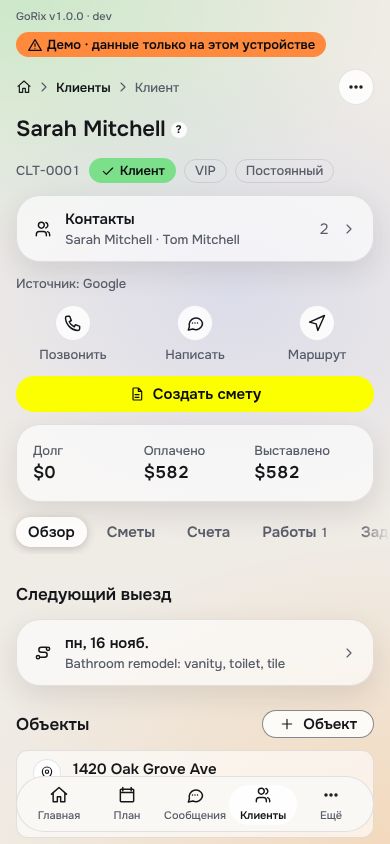 GoRix v1.0.0 · dev
Демо · данные только на этом устройстве
Клиенты Клиент
Sarah Mitchell ?
CLT-0001 Клиент VIP Постоянный
Контакты
Sarah Mitchell · Tom Mitchell 2
Источник: Google
Позвонить Написать Маршрут
Создать смету
Долг Оплачено Выставлено
$0 $582 $582
Обзор Сметы Счета Работы 1 Зад
Следующий выезд
пн, 16 нояб.
Bathroom remodel: vanity, toilet, tile
Объекты + Объект
1420 Oak Grove Ave
Главная План Сообщения Клиенты Ещё